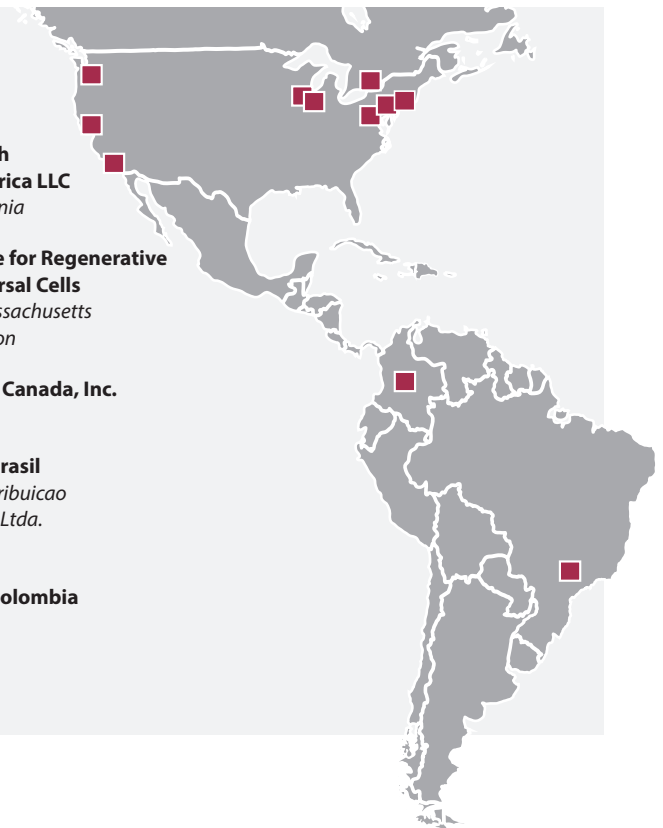 h
rica LLC
nia
e for Regenerative
rsal Cells
ssachusetts
on
Canada, Inc.
rasil
ribuicao
Ltda.
olombia